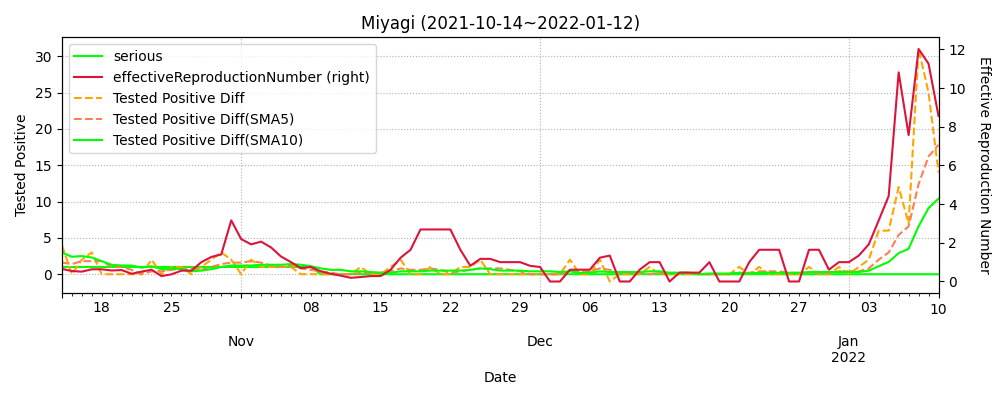 Miyagi (2021-10-14~2022-01-12)
serious
effectiveReproductionNumber (right)
Tested Positive Diff
Tested Positive Diff(SMA5)
Tested Positive Diff(SMA10)
Tested Positive
30
25
20
15
10
5
0
12
10
8
6
4
2
0
Effective Reproduction Number
18 25 08 15 22 29 06 13 20 27 03 10
Nov Dec Jan
2022
Date